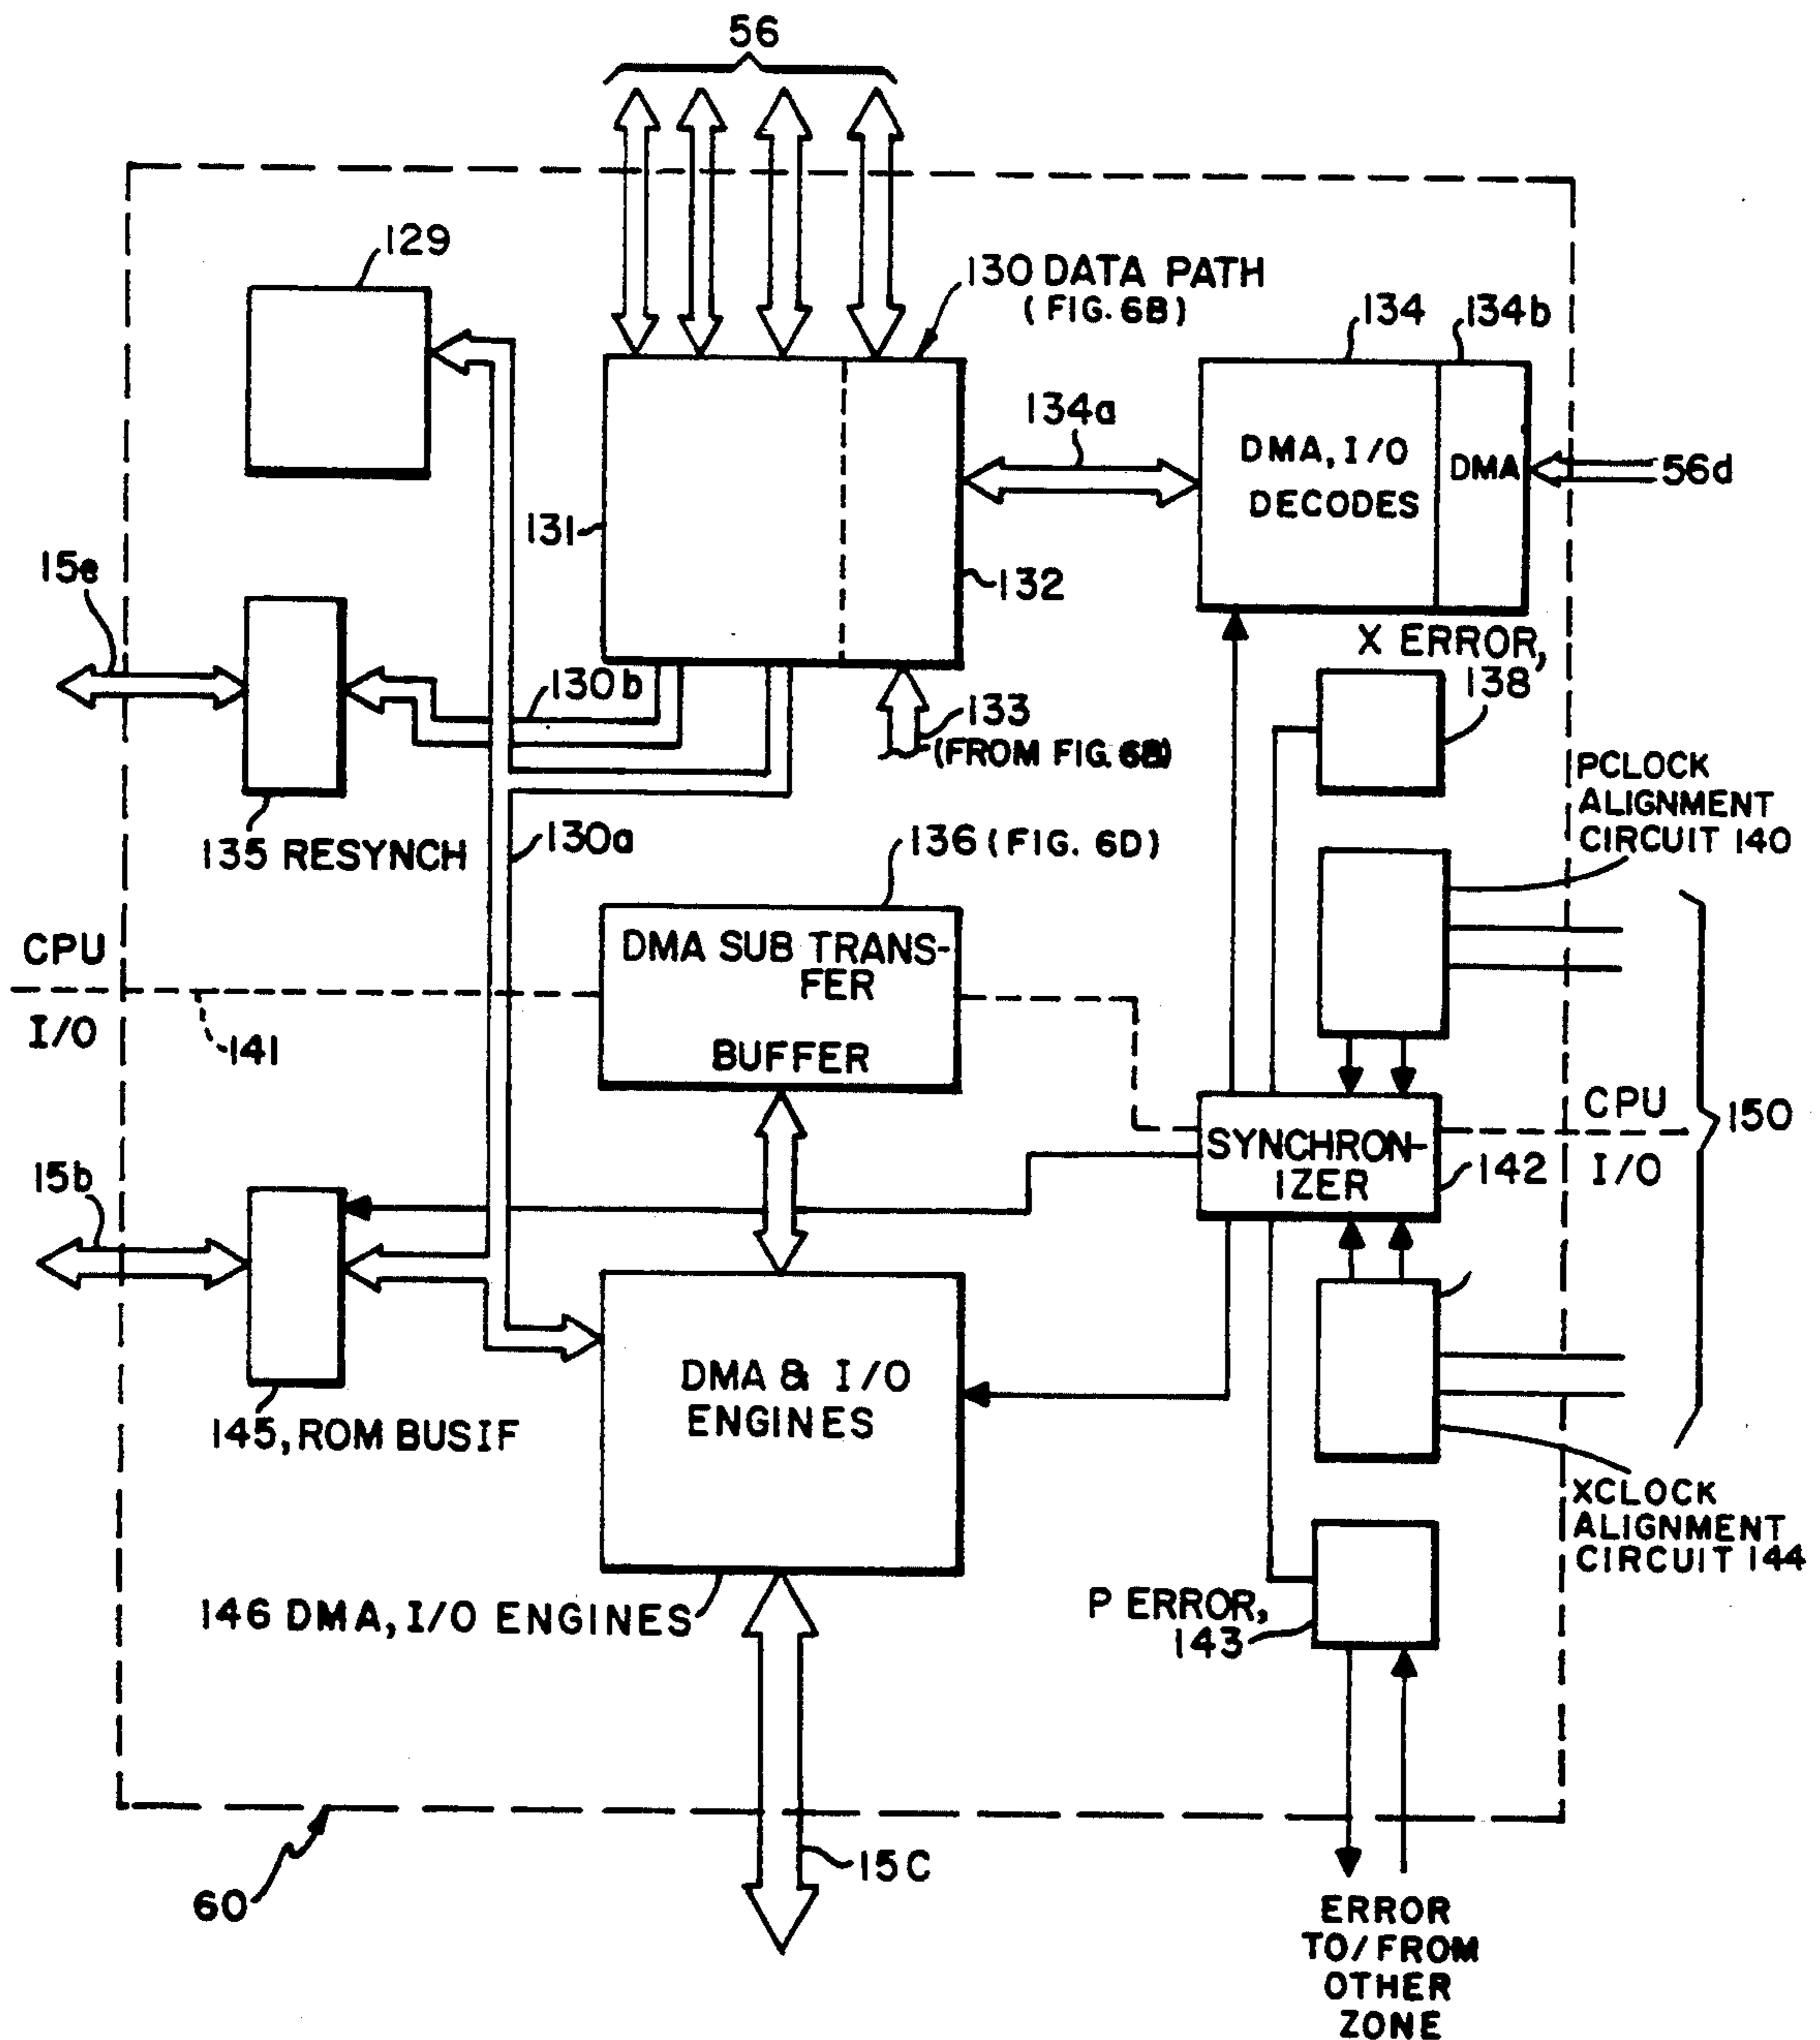 56
129
130 DATA PATH
(FIG. 6B)
134
134b
134a
DMA, I/O
DECODES
DMA
56d
131
132
15e
X ERROR,
138
130b
133
(FROM FIG. 6B)
PCLOCK
ALIGNMENT
CIRCUIT 140
135 RESYNCH
130a
136 (FIG. 6D)
CPU
I/O
141
DMA SUB TRANS-
FER
BUFFER
CPU
I/O
150
SYNCHRON-
IZER
142
15b
DMA & I/O
ENGINES
145, ROM BUSIF
XCLOCK
ALIGNMENT
CIRCUIT 144
146 DMA, I/O ENGINES
P ERROR,
143
15C
60
ERROR
TO/FROM
OTHER
ZONE